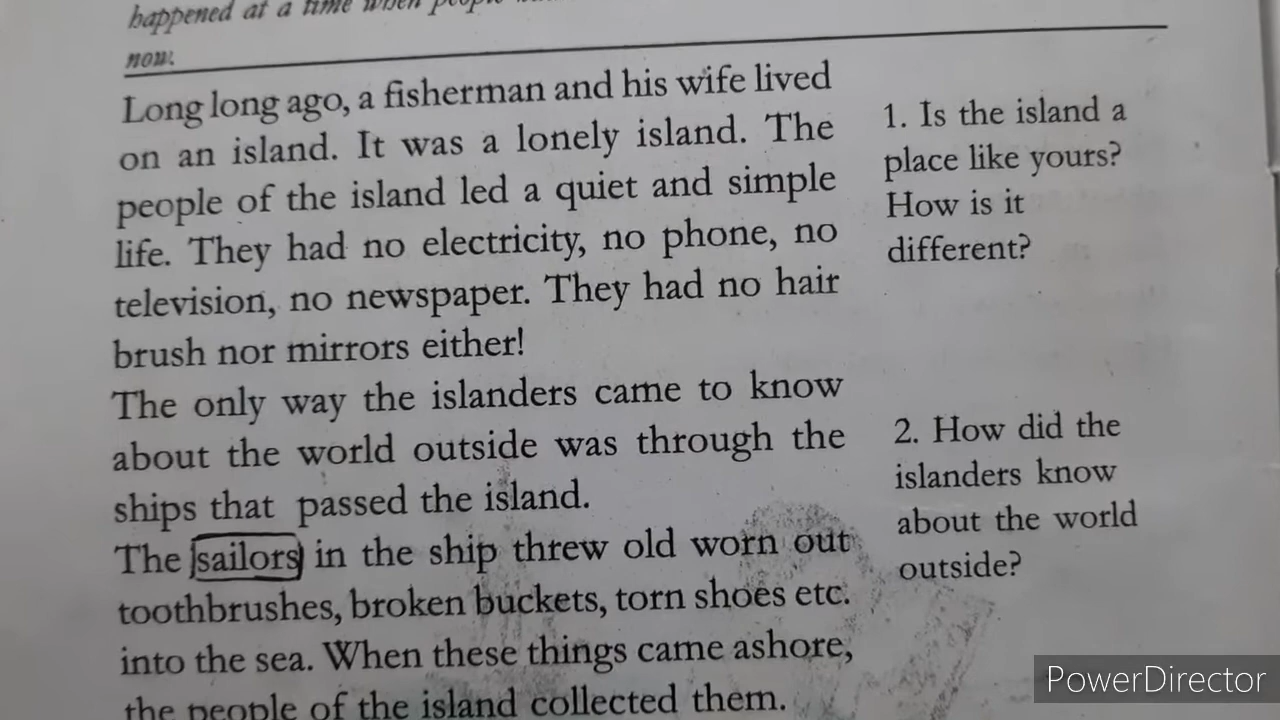 happened at a time when people
now.
Long long ago, a fisherman and his wife lived
on an island. It was a lonely island. The
people of the island led a quiet and simple
life. They had no electricity, no phone, no
television, no newspaper. They had no hair
brush nor mirrors either!
The only way the islanders came to know
about the world outside was through the
ships that passed the island.
The sailors in the ship threw old worn out
toothbrushes, broken buckets, torn shoes etc.
into the sea. When these things came ashore,
the people of the island collected them.
1. Is the island a
place like yours?
How is it
different?
2. How did the
islanders know
about the world
outside?
PowerDirector